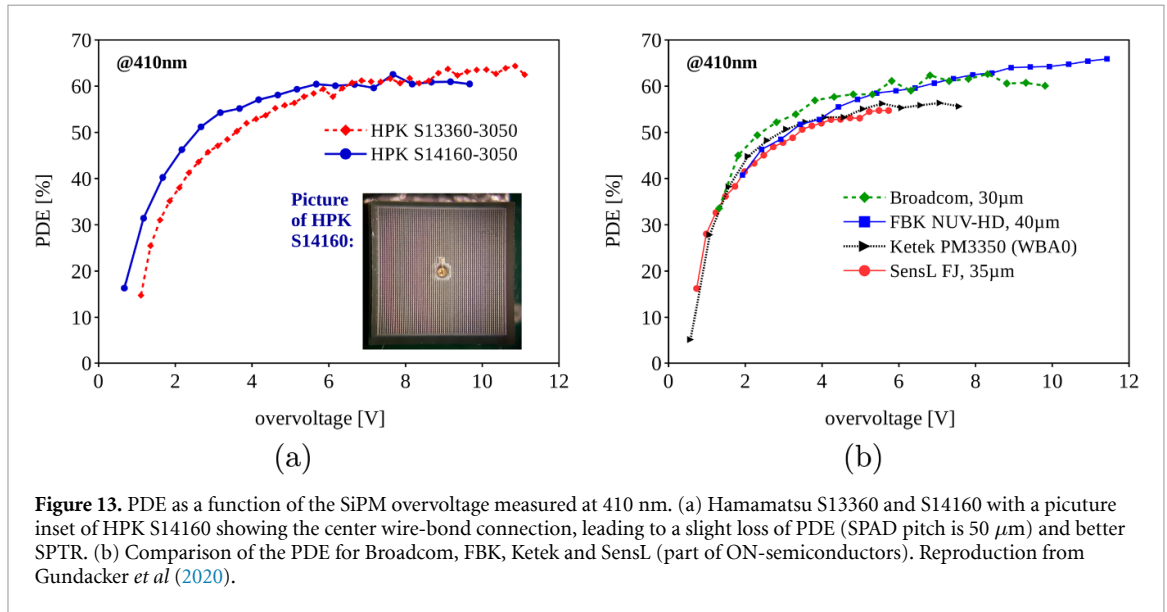 @410nm
PDE [%]
70
60
50
40
30
20
10
0
HPK S13360-3050
HPK S14160-3050
Picture
of HPK
S14160:
0 2 4 6 8 10 12
overvoltage [V]
(a)
@410nm
PDE [%]
70
60
50
40
30
20
10
0
Broadcom, 30μm
FBK NUV-HD, 40μm
Ketek PM3350 (WBA0)
SensL FJ, 35μm
0 2 4 6 8 10 12
overvoltage [V]
(b)
Figure 13. PDE as a function of the SiPM overvoltage measured at 410 nm. (a) Hamamatsu S13360 and S14160 with a picuture
inset of HPK S14160 showing the center wire-bond connection, leading to a slight loss of PDE (SPAD pitch is 50 μm) and better
SPTR. (b) Comparison of the PDE for Broadcom, FBK, Ketek and SensL (part of ON-semiconductors). Reproduction from
Gundacker et al (2020).